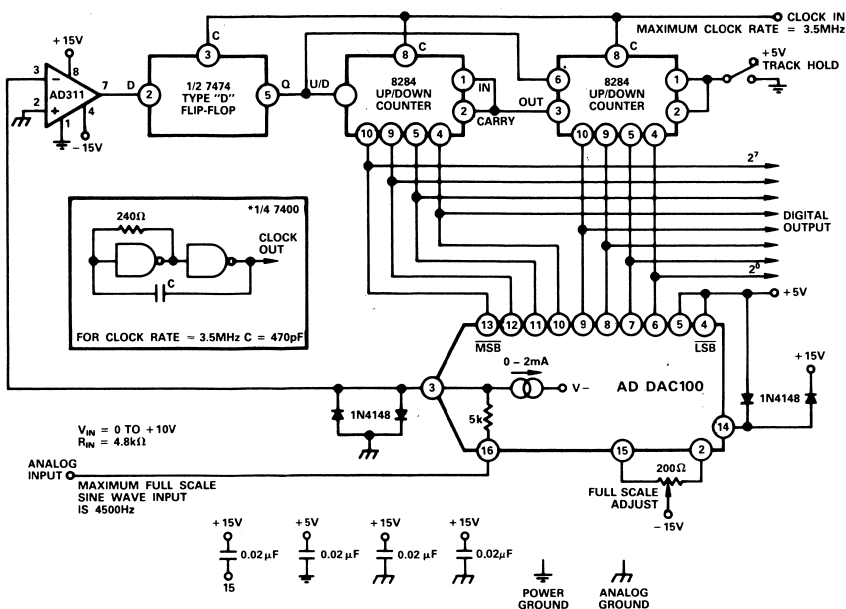 CLOCK IN
MAXIMUM CLOCK RATE = 3.5MHz
+15V
C
C
C
3
8
8
+5V
TRACK HOLD
3
−
8
AD311
7
D
2
1/2 7474
TYPE "D"
FLIP-FLOP
5
Q
U/D
8284
UP/DOWN
COUNTER
1
IN
2
CARRY
OUT
6
3
8284
UP/DOWN
COUNTER
1
2
2
+
4
1
−15V
10
9
5
4
10
9
5
4
2⁷
*1/4 7400
240Ω
CLOCK
OUT
C
FOR CLOCK RATE ≈ 3.5MHz C = 470pF
DIGITAL
OUTPUT
2⁰
+5V
13
12
11
10
9
8
7
6
5
4
MSB
LSB
+15V
0 – 2mA
V−
AD DAC100
3
5k
1N4148
1N4148
14
VIN = 0 TO +10V
RIN = 4.8kΩ
16
15
2
ANALOG
INPUT
MAXIMUM FULL SCALE
SINE WAVE INPUT
IS 4500Hz
200Ω
FULL SCALE
ADJUST
−15V
+15V
+5V
+15V
+15V
0.02μF
0.02μF
0.02μF
0.02μF
15
POWER
GROUND
ANALOG
GROUND